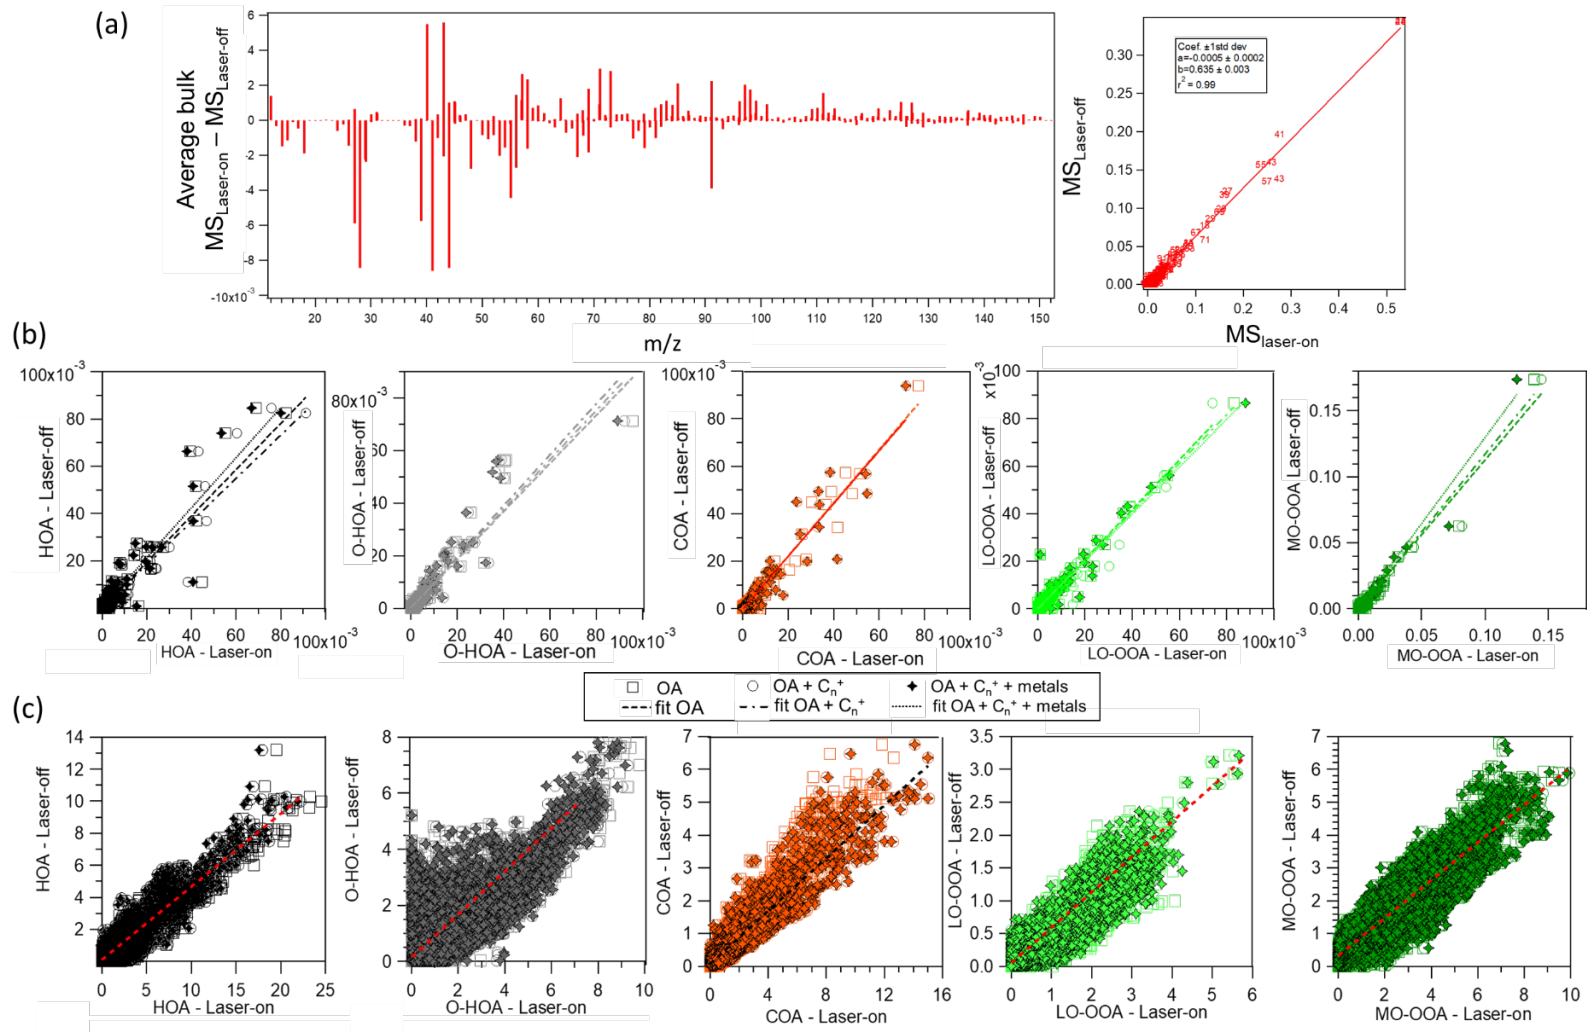 (a)
Average bulk
MSLaser-on – MSLaser-off
6
4
2
0
-2
-4
-6
-8
-10x10-3
20 30 40 50 60 70 80 90 100 110 120 130 140 150
m/z
MSLaser-off
0.30
0.25
0.20
0.15
0.10
0.05
0.00
Coef. ±1std dev
a=-0.0005 ± 0.0002
b=0.635 ± 0.003
r2 = 0.99
41
55 43
57 43
27
71
67
0.0 0.1 0.2 0.3 0.4 0.5
MSlaser-on
(b)
HOA - Laser-off
100x10-3
80
60
40
20
0
0 20 40 60 80 100x10-3
HOA - Laser-on
O-HOA - Laser-off
80x10-3
60
40
20
0
0 20 40 60 80 100x10-3
O-HOA - Laser-on
COA - Laser-off
100x10-3
80
60
40
20
0
0 20 40 60 80 100x10-3
COA - Laser-on
LO-OOA - Laser-off
100 x10-3
80
60
40
20
0
0 20 40 60 80 100x10-3
LO-OOA - Laser-on
MO-OOA Laser-off
0.15
0.10
0.05
0.00
0.00 0.05 0.10 0.15
MO-OOA - Laser-on
OA OA + Cn+ OA + Cn+ + metals
fit OA fit OA + Cn+ fit OA + Cn+ + metals
(c)
HOA - Laser-off
14
12
10
8
6
4
2
0 5 10 15 20 25
HOA - Laser-on
O-HOA - Laser-off
8
6
4
2
0
0 2 4 6 8 10
O-HOA - Laser-on
COA - Laser-off
7
6
5
4
3
2
1
0
0 4 8 12 16
COA - Laser-on
LO-OOA - Laser-off
3.5
3.0
2.5
2.0
1.5
1.0
0.5
0.0
0 1 2 3 4 5 6
LO-OOA - Laser-on
MO-OOA - Laser-off
7
6
5
4
3
2
1
0
0 2 4 6 8 10
MO-OOA - Laser-on